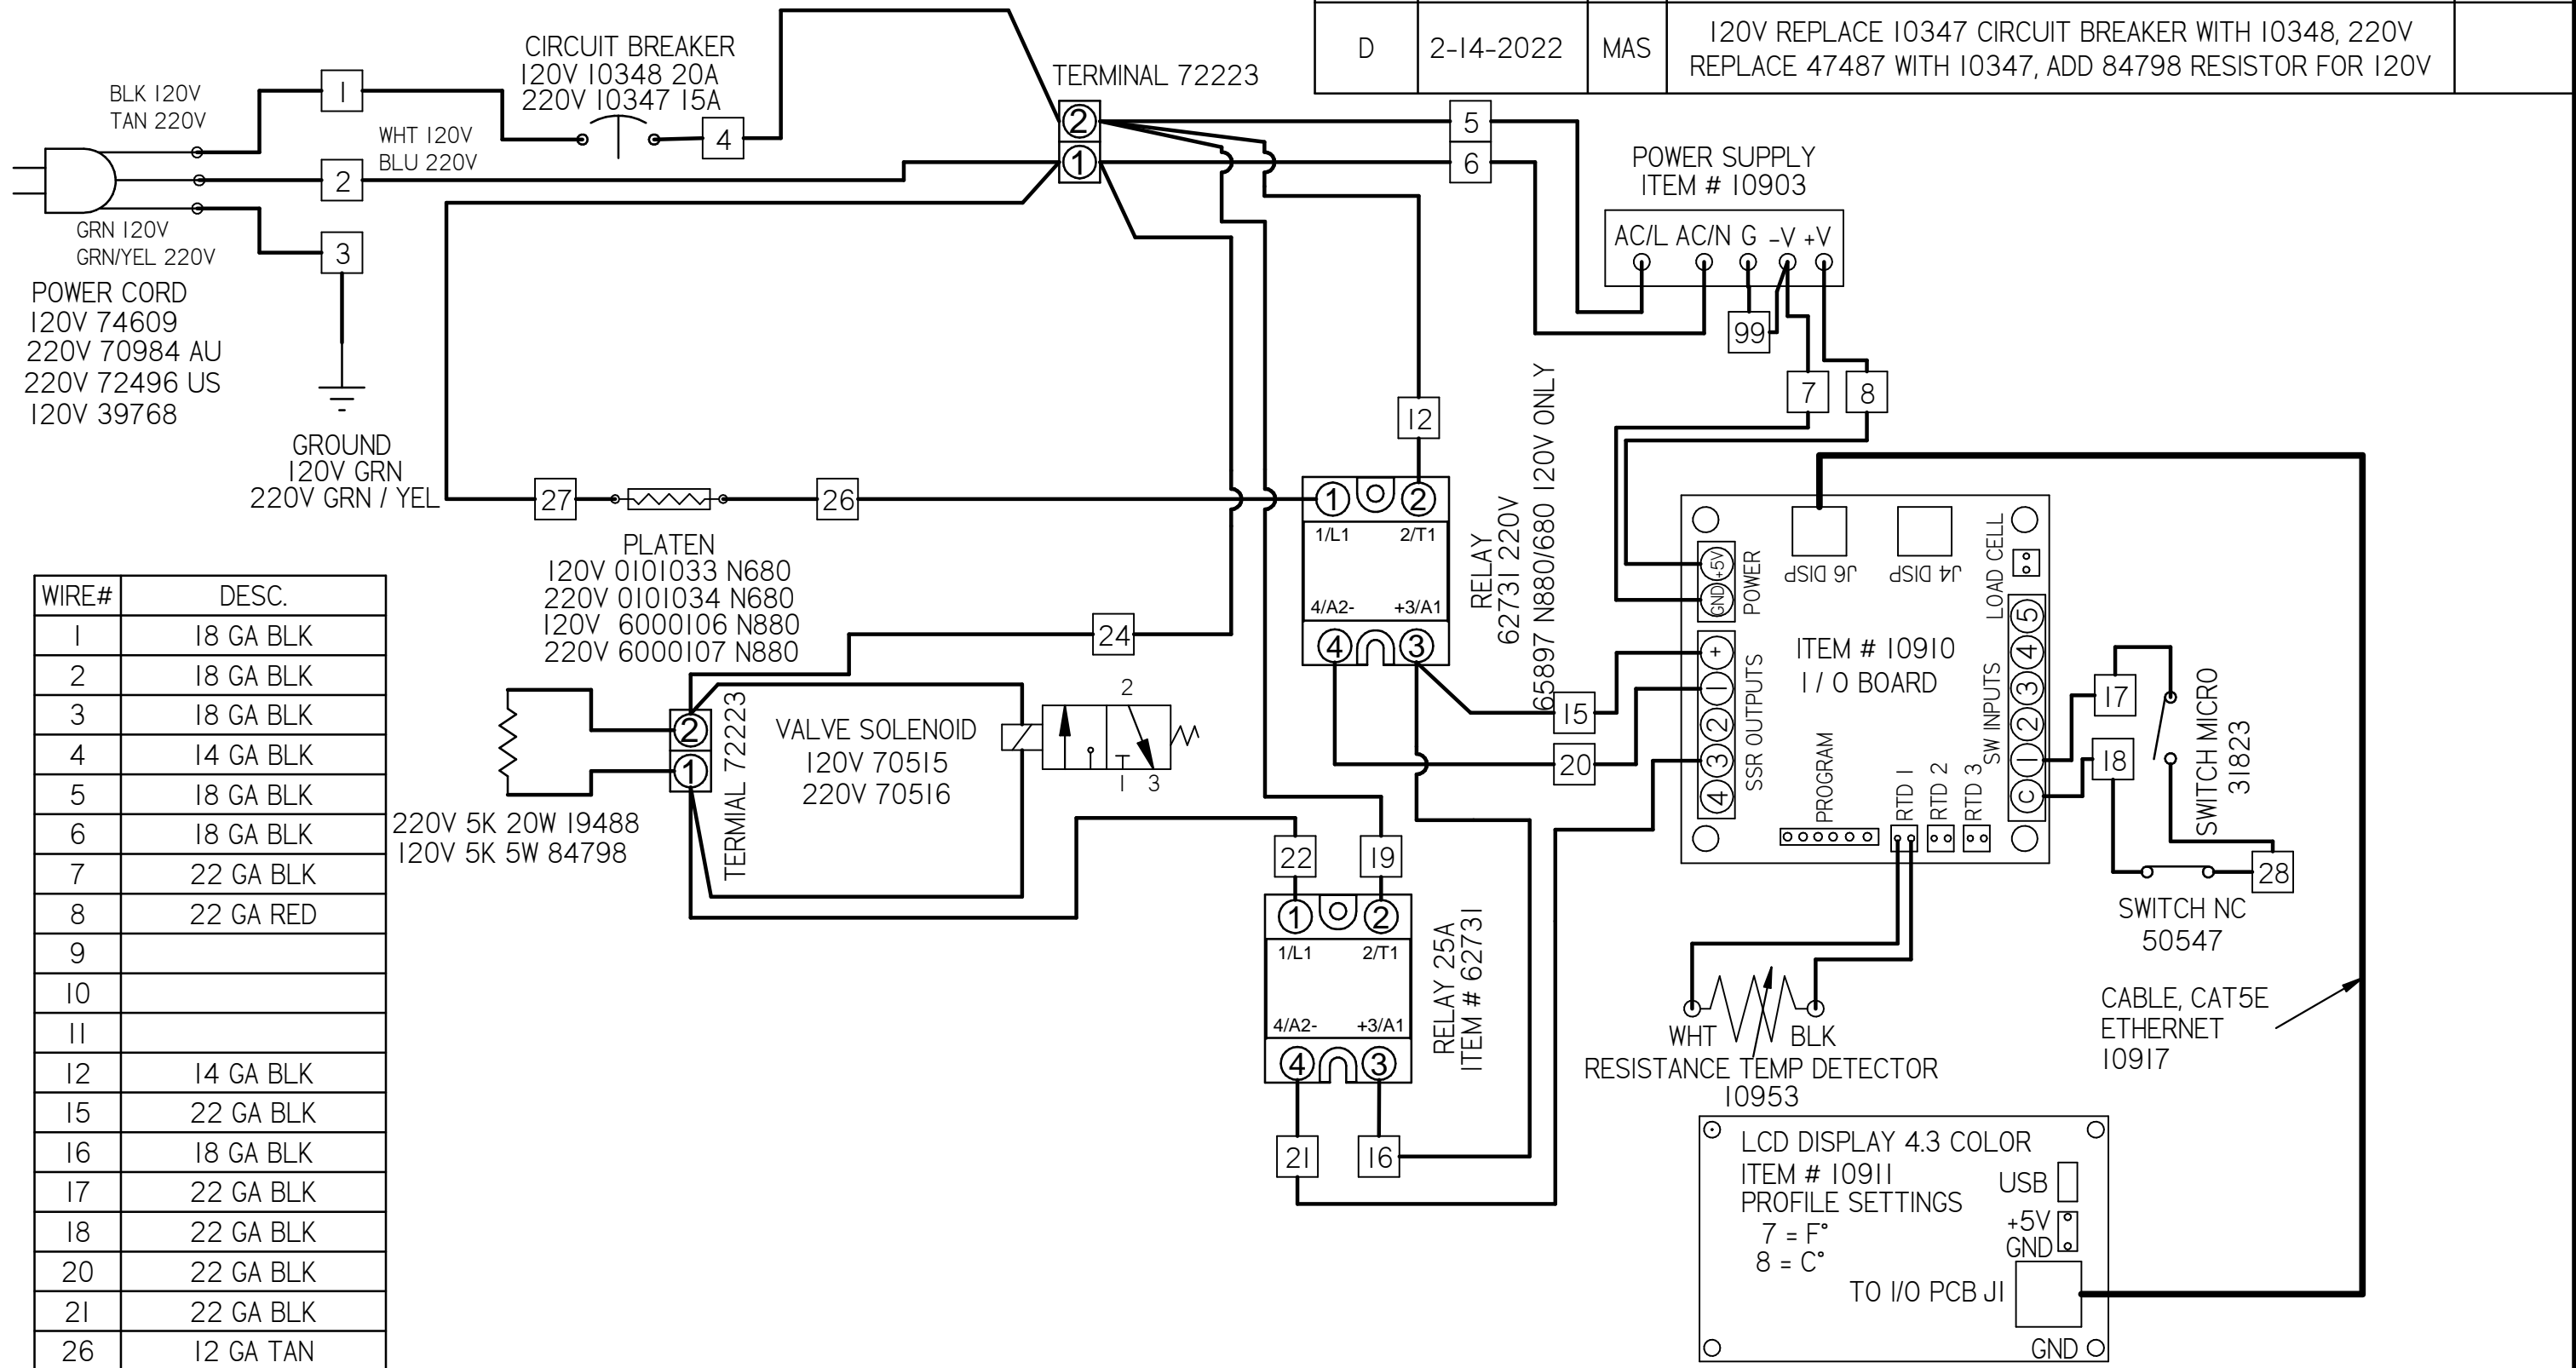 D 2-14-2022 MAS 120V REPLACE 10347 CIRCUIT BREAKER WITH 10348, 220V
REPLACE 47487 WITH 10347, ADD 84798 RESISTOR FOR 120V
CIRCUIT BREAKER
120V 10348 20A
220V 10347 15A
TERMINAL 72223
2
1
BLK 120V
TAN 220V
1
4
WHT 120V
BLU 220V
2
GRN 120V
GRN/YEL 220V
3
POWER CORD
120V 74609
220V 70984 AU
220V 72496 US
120V 39768
GROUND
120V GRN
220V GRN / YEL
5
6
POWER SUPPLY
ITEM # 10903
AC/L AC/N G -V +V
99
7
8
12
27
26
PLATEN
120V 0101033 N680
220V 0101034 N680
120V 6000106 N880
220V 6000107 N880
24
1 2
1/L1 2/T1
4/A2- +3/A1
4 3
RELAY
62731 220V
65897 N880/680 120V ONLY
15
20
TERMIAL 72223
2
1
VALVE SOLENOID
120V 70515
220V 70516
2
1 3
220V 5K 20W 19488
120V 5K 5W 84798
22
19
1 2
1/L1 2/T1
4/A2- +3/A1
4 3
RELAY 25A
ITEM # 62731
21
16
J6 DISP
J4 DISP
LOAD CELL
+5V
GND
POWER
ITEM # 10910
I / O BOARD
+
1
2
3
4
SSR OUTPUTS
PROGRAM
RTD 1
RTD 2
RTD 3
SW INPUTS
5
4
3
2
1
C
17
18
SWITCH MICRO
31823
28
SWITCH NC
50547
WHT BLK
RESISTANCE TEMP DETECTOR
10953
CABLE, CAT5E
ETHERNET
10917
LCD DISPLAY 4.3 COLOR
ITEM # 10911
PROFILE SETTINGS
7 = F°
8 = C°
USB
+5V
GND
TO I/O PCB J1
GND
WIRE# DESC.
1 18 GA BLK
2 18 GA BLK
3 18 GA BLK
4 14 GA BLK
5 18 GA BLK
6 18 GA BLK
7 22 GA BLK
8 22 GA RED
9
10
11
12 14 GA BLK
15 22 GA BLK
16 18 GA BLK
17 22 GA BLK
18 22 GA BLK
20 22 GA BLK
21 22 GA BLK
26 12 GA TAN